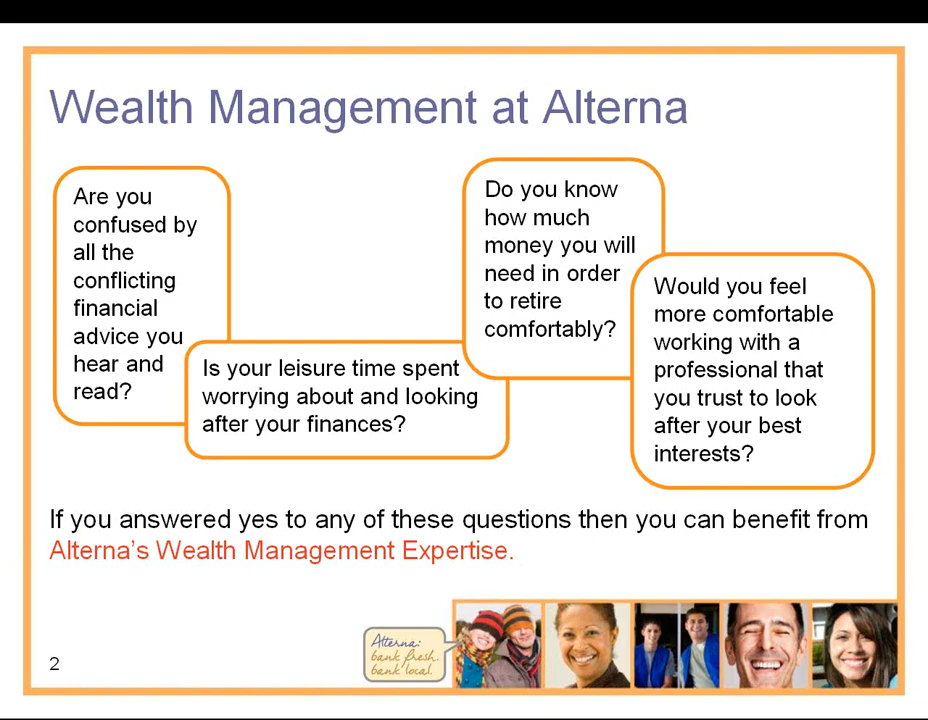 Wealth Management at Alterna
Are you
confused by
all the
conflicting
financial
advice you
hear and
read?
Is your leisure time spent
worrying about and looking
after your finances?
Do you know
how much
money you will
need in order
to retire
comfortably?
Would you feel
more comfortable
working with a
professional that
you trust to look
after your best
interests?
If you answered yes to any of these questions then you can benefit from
Alterna's Wealth Management Expertise.
Alterna:
bank fresh.
bank local.
2